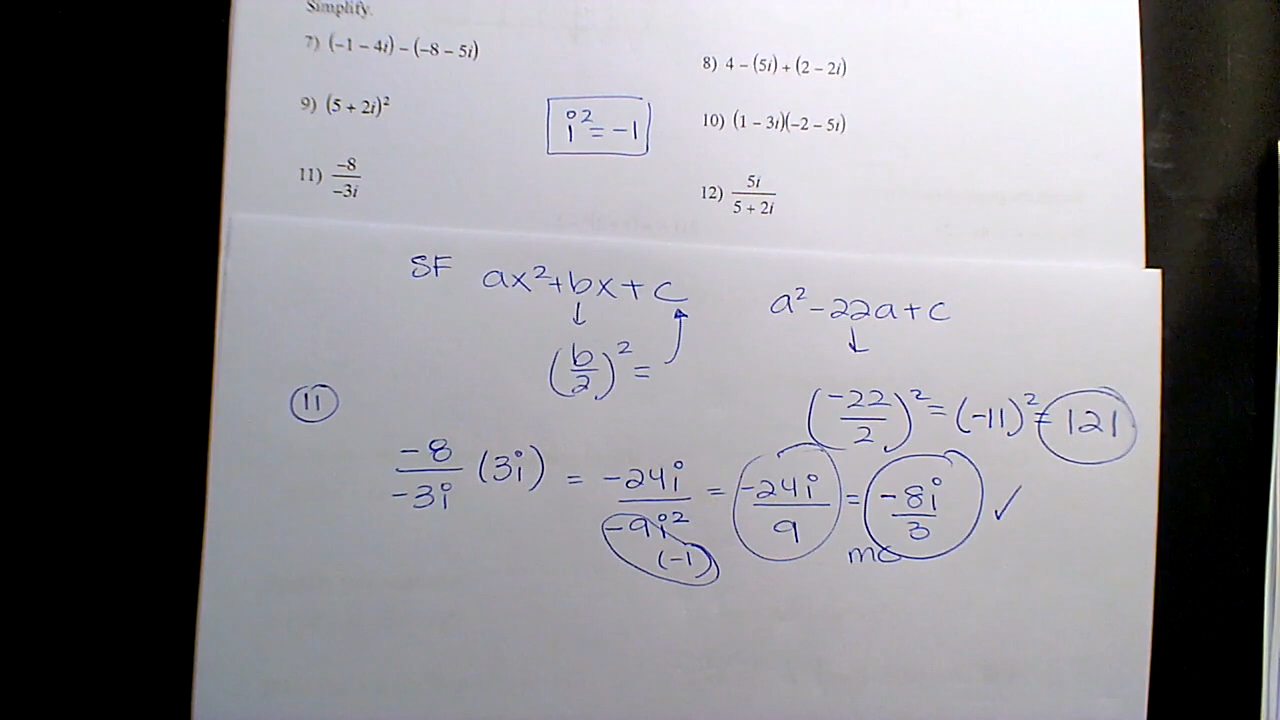 Simplify.
7) (-1 - 4i) - (-8 - 5i)
8) 4 - (5i) + (2 - 2i)
9) (5 + 2i)²
i² = -1
10) (1 - 3i)(-2 - 5i)
11) -8/-3i
12) 5i/(5 + 2i)
SF ax² + bx + c
↓
(b/2)² =
a² - 22a + c
↓
(-22/2)² = (-11)² = 121
11
-8/-3i (3i) = -24i/-9i² = -24i/9 = -8i/3 ✓
(-1)
mc